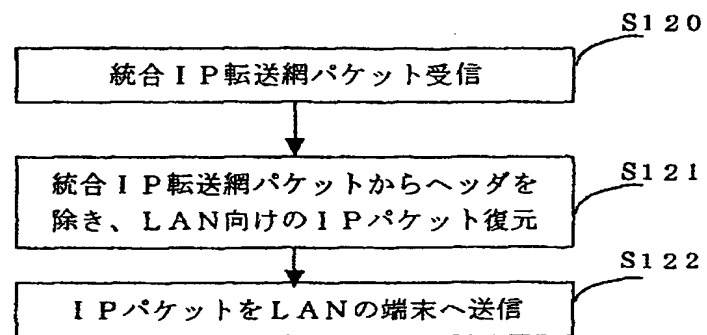 S120
統合IP転送網パケット受信
S121
統合IP転送網パケットからヘッダを
除き、LAN向けのIPパケット復元
S122
IPパケットをLANの端末へ送信